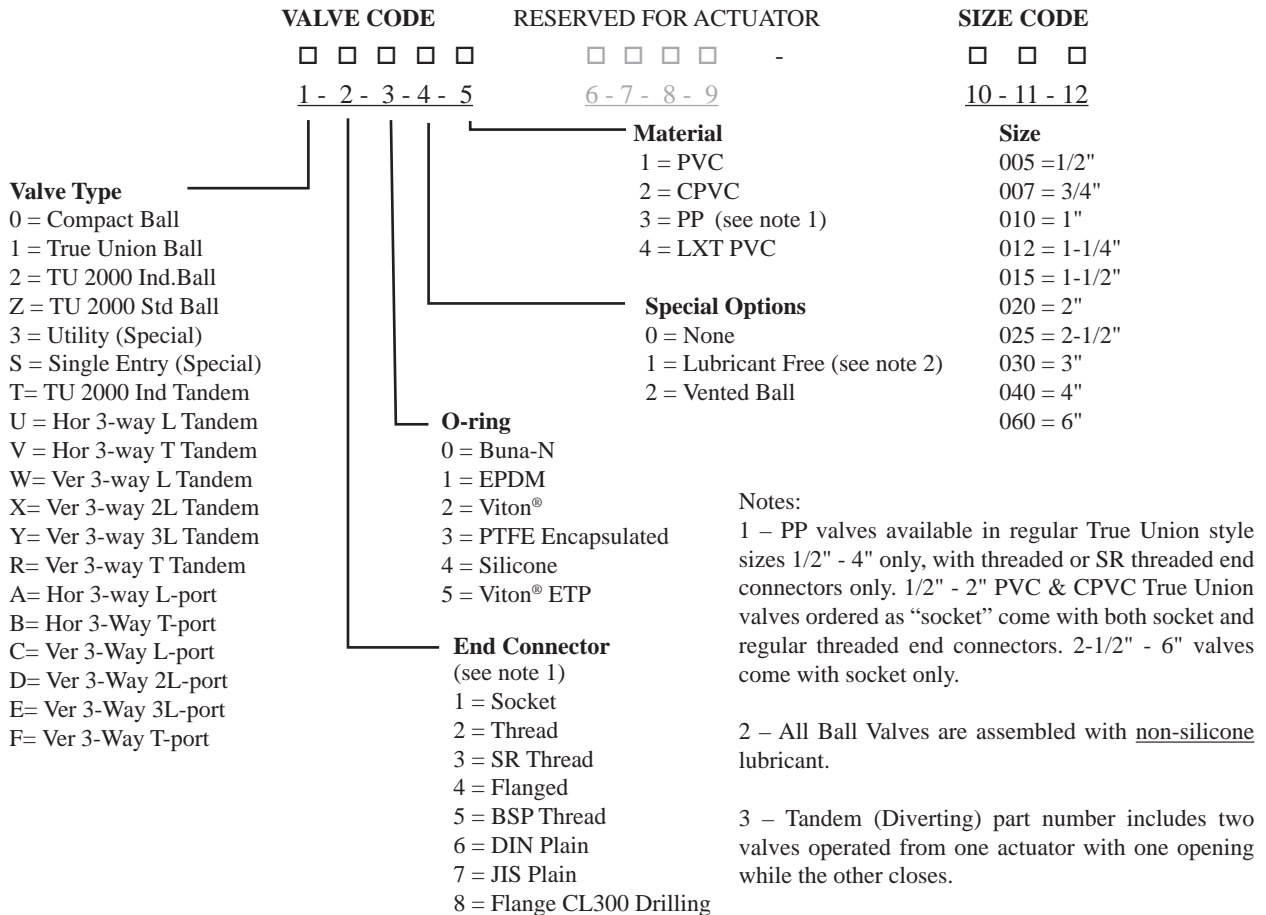 VALVE CODE
RESERVED FOR ACTUATOR
SIZE CODE
-
1 - 2 - 3 - 4 - 5
6 - 7 - 8 - 9
10 - 11 - 12
Valve Type
0 = Compact Ball
1 = True Union Ball
2 = TU 2000 Ind.Ball
Z = TU 2000 Std Ball
3 = Utility (Special)
S = Single Entry (Special)
T= TU 2000 Ind Tandem
U = Hor 3-way L Tandem
V = Hor 3-way T Tandem
W= Ver 3-way L Tandem
X= Ver 3-way 2L Tandem
Y= Ver 3-way 3L Tandem
R= Ver 3-way T Tandem
A= Hor 3-way L-port
B= Hor 3-Way T-port
C= Ver 3-Way L-port
D= Ver 3-Way 2L-port
E= Ver 3-Way 3L-port
F= Ver 3-Way T-port
Material
1 = PVC
2 = CPVC
3 = PP (see note 1)
4 = LXT PVC
Special Options
0 = None
1 = Lubricant Free (see note 2)
2 = Vented Ball
O-ring
0 = Buna-N
1 = EPDM
2 = Viton®
3 = PTFE Encapsulated
4 = Silicone
5 = Viton® ETP
End Connector
(see note 1)
1 = Socket
2 = Thread
3 = SR Thread
4 = Flanged
5 = BSP Thread
6 = DIN Plain
7 = JIS Plain
8 = Flange CL300 Drilling
Size
005 =1/2"
007 = 3/4"
010 = 1"
012 = 1-1/4"
015 = 1-1/2"
020 = 2"
025 = 2-1/2"
030 = 3"
040 = 4"
060 = 6"
Notes:
1 – PP valves available in regular True Union style
sizes 1/2" - 4" only, with threaded or SR threaded end
connectors only. 1/2" - 2" PVC & CPVC True Union
valves ordered as “socket” come with both socket and
regular threaded end connectors. 2-1/2" - 6" valves
come with socket only.
2 – All Ball Valves are assembled with non-silicone
lubricant.
3 – Tandem (Diverting) part number includes two
valves operated from one actuator with one opening
while the other closes.